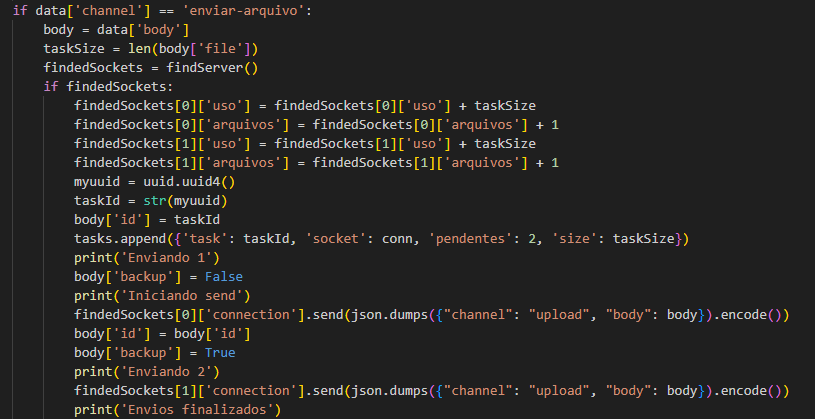 if data['channel'] == 'enviar-arquivo':
    body = data['body']
    taskSize = len(body['file'])
    findedSockets = findServer()
    if findedSockets:
        findedSockets[0]['uso'] = findedSockets[0]['uso'] + taskSize
        findedSockets[0]['arquivos'] = findedSockets[0]['arquivos'] + 1
        findedSockets[1]['uso'] = findedSockets[1]['uso'] + taskSize
        findedSockets[1]['arquivos'] = findedSockets[1]['arquivos'] + 1
        myuuid = uuid.uuid4()
        taskId = str(myuuid)
        body['id'] = taskId
        tasks.append({'task': taskId, 'socket': conn, 'pendentes': 2, 'size': taskSize})
        print('Enviando 1')
        body['backup'] = False
        print('Iniciando send')
        findedSockets[0]['connection'].send(json.dumps({"channel": "upload", "body": body}).encode())
        body['id'] = body['id']
        body['backup'] = True
        print('Enviando 2')
        findedSockets[1]['connection'].send(json.dumps({"channel": "upload", "body": body}).encode())
        print('Envios finalizados')